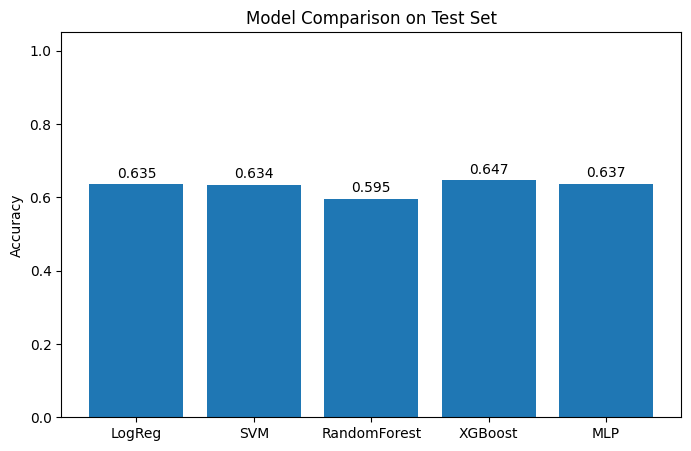 Model Comparison on Test Set
Accuracy
1.0
0.8
0.6
0.4
0.2
0.0
0.635
0.634
0.595
0.647
0.637
LogReg
SVM
RandomForest
XGBoost
MLP